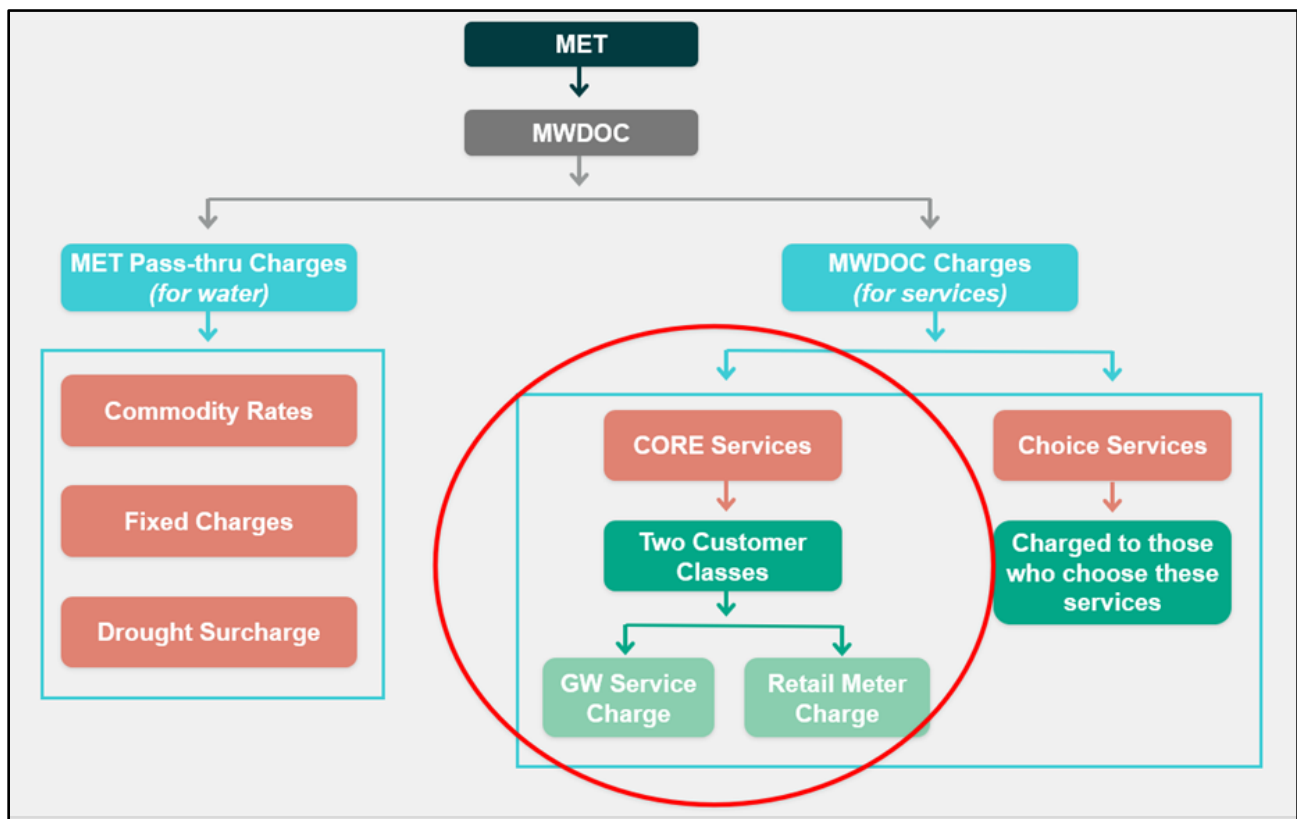 MET
MWDOC
MET Pass-thru Charges
(for water)
Commodity Rates
Fixed Charges
Drought Surcharge
MWDOC Charges
(for services)
CORE Services
Two Customer
Classes
GW Service
Charge
Retail Meter
Charge
Choice Services
Charged to those
who choose these
services